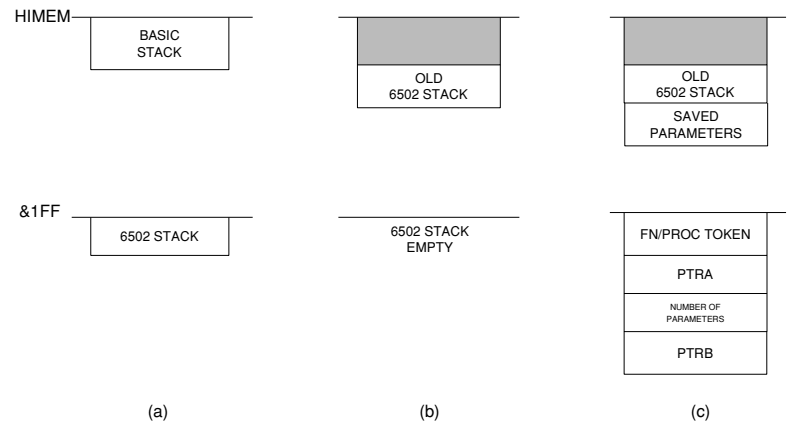 HIMEM
BASIC
STACK
OLD
6502 STACK
OLD
6502 STACK
SAVED
PARAMETERS
&1FF
6502 STACK
6502 STACK
EMPTY
FN/PROC TOKEN
PTRA
NUMBER OF
PARAMETERS
PTRB
(a)
(b)
(c)